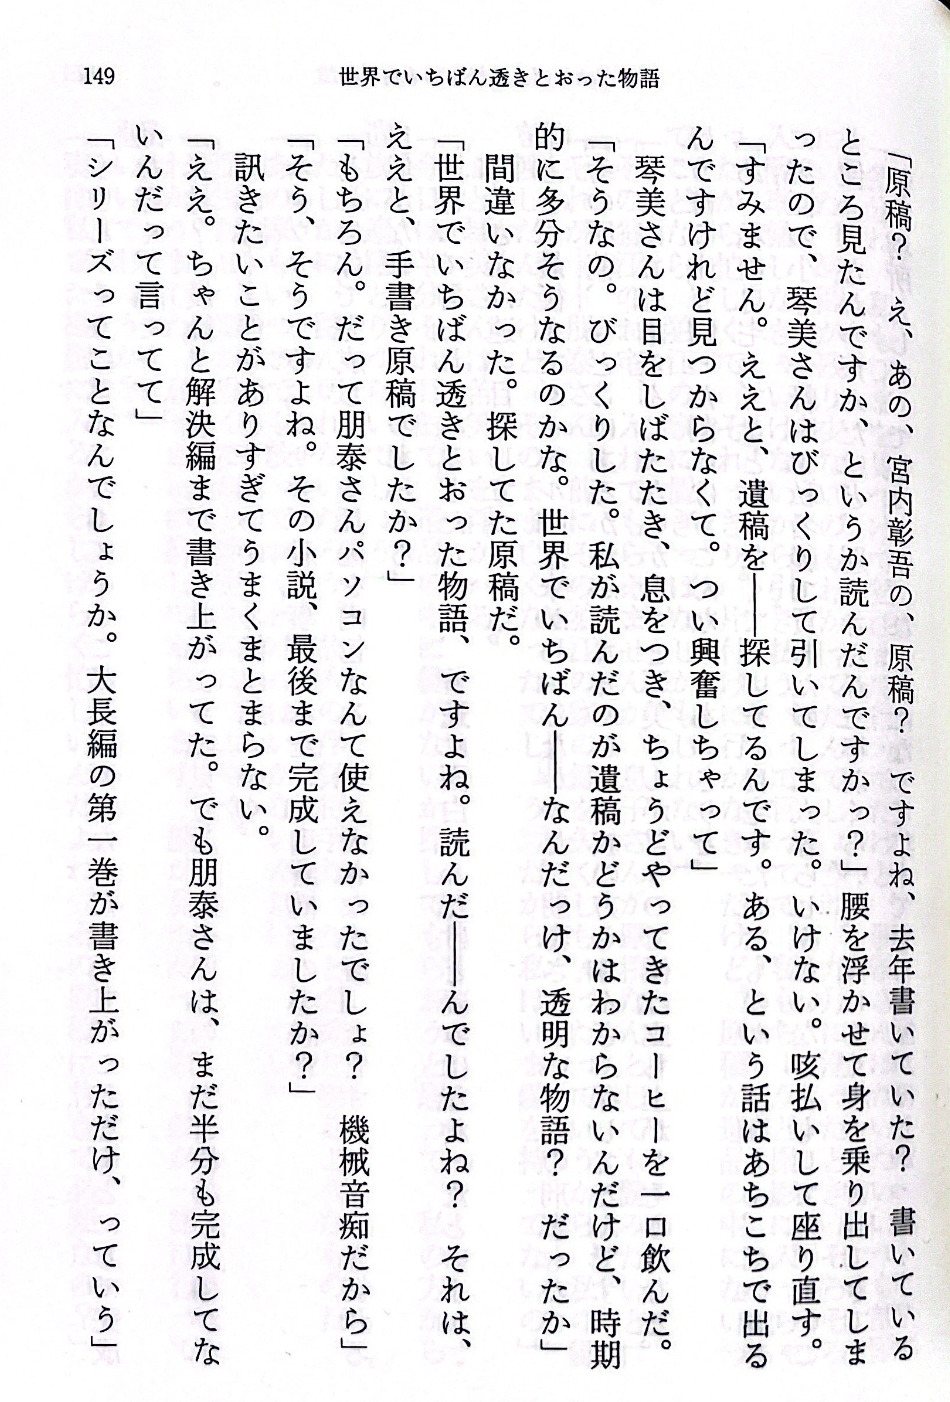 149
世界でいちばん透きとおった物語
「原稿？　え、あの、宮内彰吾の、原稿？　ですよね、去年書いていた？　書いている
ところ見たんですか、というか読んだんですかっ？」腰を浮かせて身を乗り出してしま
ったので、琴美さんはびっくりして引いてしまった。いけない。咳払いして座り直す。
「すみません。ええと、遺稿を――探してるんです。ある、という話はあちこちで出る
んですけれど見つからなくて。つい興奮しちゃって」
　琴美さんは目をしばたたき、息をつき、ちょうどやってきたコーヒーを一口飲んだ。
「そうなの。びっくりした。私が読んだのが遺稿かどうかはわからないんだけど、時期
的に多分そうなるのかな。世界でいちばん――なんだっけ、透明な物語？　だったか」
　間違いなかった。探してた原稿だ。
「世界でいちばん透きとおった物語、ですよね。読んだ――んでしたよね？　それは、
ええと、手書き原稿でしたか？」
「もちろん。だって朋泰さんパソコンなんて使えなかったでしょ？　機械音痴だから」
「そう、そうですよね。その小説、最後まで完成していましたか？」
　訊きたいことがありすぎてうまくまとまらない。
「ええ。ちゃんと解決編まで書き上がってた。でも朋泰さんは、まだ半分も完成してな
いんだって言ってて」
「シリーズってことなんでしょうか。大長編の第一巻が書き上がっただけ、っていう」